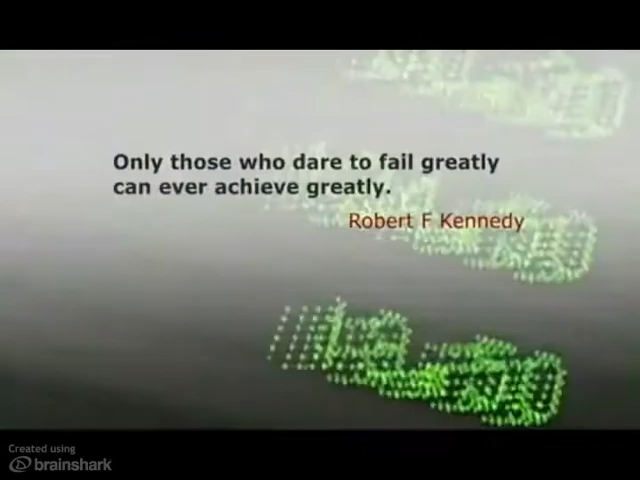 Only those who dare to fail greatly
can ever achieve greatly.
Robert F Kennedy
Created using
brainshark